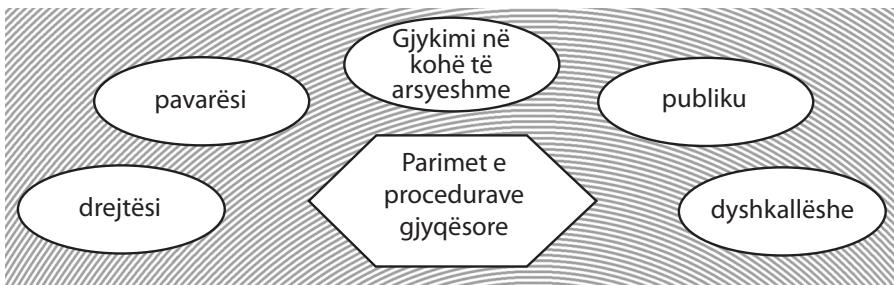 Gjykimi në
kohë të
arsyeshme
pavarësi
publiku
Parimet e
procedurave
gjyqësore
drejtësi
dyshkallëshe